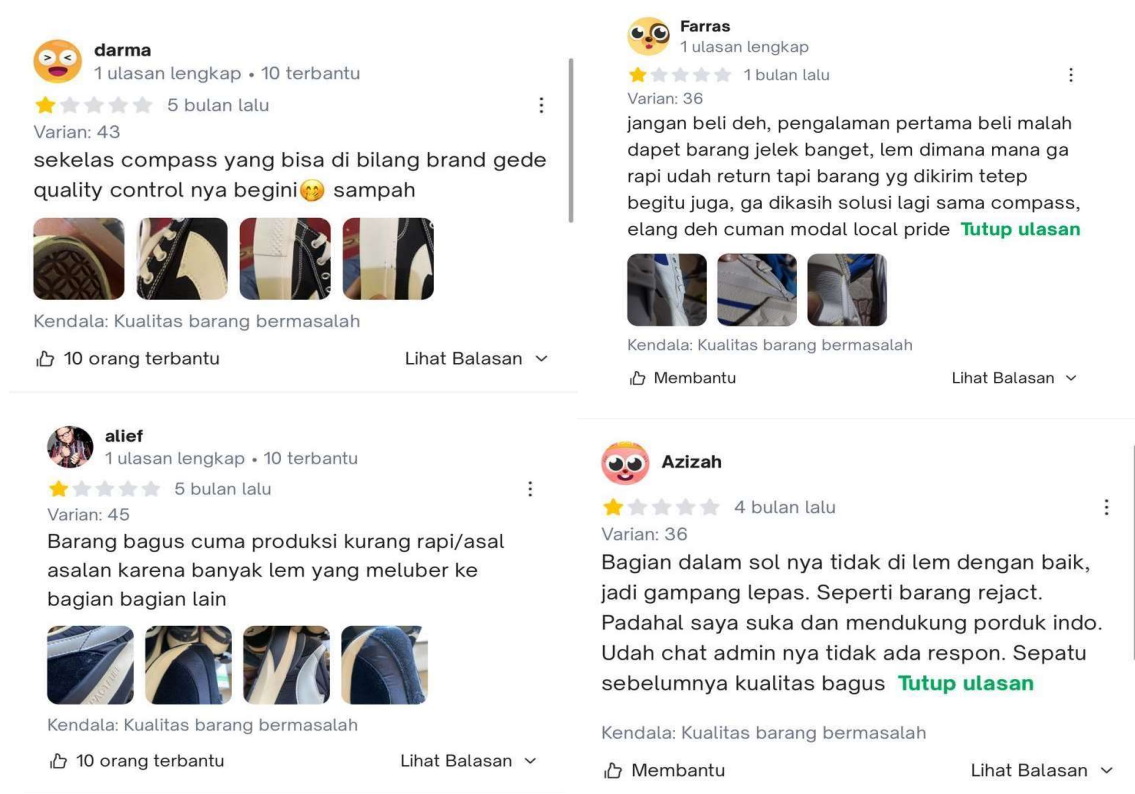 darma
1 ulasan lengkap • 10 terbantu
5 bulan lalu
Varian: 43
sekelas compass yang bisa di bilang brand gede
quality control nya begini🤭 sampah
Kendala: Kualitas barang bermasalah
10 orang terbantu
Lihat Balasan
alief
1 ulasan lengkap • 10 terbantu
5 bulan lalu
Varian: 45
Barang bagus cuma produksi kurang rapi/asal
asalan karena banyak lem yang meluber ke
bagian bagian lain
Kendala: Kualitas barang bermasalah
10 orang terbantu
Lihat Balasan
Farras
1 ulasan lengkap
1 bulan lalu
Varian: 36
jangan beli deh, pengalaman pertama beli malah
dapet barang jelek banget, lem dimana mana ga
rapi udah return tapi barang yg dikirim tetep
begitu juga, ga dikasih solusi lagi sama compass,
elang deh cuman modal local pride Tutup ulasan
Kendala: Kualitas barang bermasalah
Membantu
Lihat Balasan
Azizah
4 bulan lalu
Varian: 36
Bagian dalam sol nya tidak di lem dengan baik,
jadi gampang lepas. Seperti barang rejact.
Padahal saya suka dan mendukung porduk indo.
Udah chat admin nya tidak ada respon. Sepatu
sebelumnya kualitas bagus Tutup ulasan
Kendala: Kualitas barang bermasalah
Membantu
Lihat Balasan